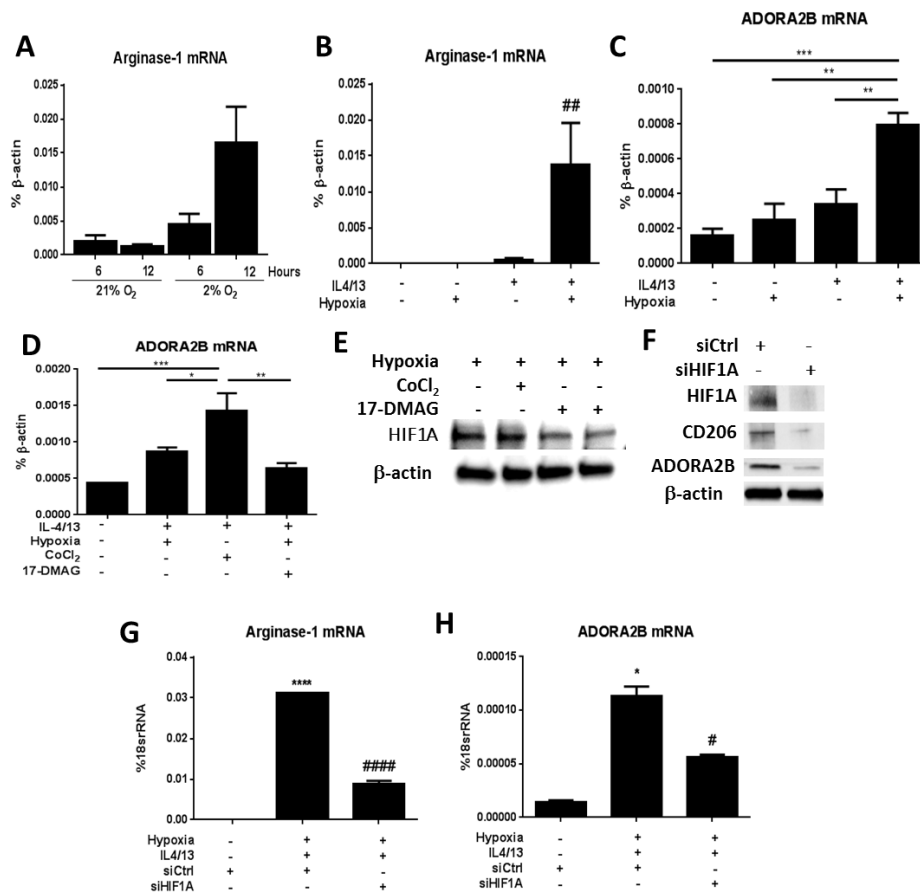 A
Arginase-1 mRNA
% β-actin
0.025
0.020
0.015
0.010
0.005
0.000
6 12 6 12 Hours
21% O2 2% O2
B
Arginase-1 mRNA
% β-actin
0.025
0.020
0.015
0.010
0.005
0.000
##
IL4/13 - - + +
Hypoxia - + - +
C
ADORA2B mRNA
% β-actin
0.0010
0.0008
0.0006
0.0004
0.0002
0.0000
***
**
**
IL4/13 - - + +
Hypoxia - + - +
D
ADORA2B mRNA
% β-actin
0.0020
0.0015
0.0010
0.0005
0.0000
***
* **
IL-4/13 - + + +
Hypoxia - + - +
CoCl2 - - + -
17-DMAG - - - +
E
Hypoxia + + + +
CoCl2 - + - -
17-DMAG - - + +
HIF1A
β-actin
F
siCtrl + -
siHIF1A - +
HIF1A
CD206
ADORA2B
β-actin
G
Arginase-1 mRNA
%18srRNA
0.04
0.03
0.02
0.01
0.00
****
####
Hypoxia - + +
IL4/13 - + +
siCtrl + + -
siHIF1A - - +
H
ADORA2B mRNA
%18srRNA
0.00015
0.00010
0.00005
0.00000
*
#
Hypoxia - + +
IL4/13 - + +
siCtrl + + -
siHIF1A - - +